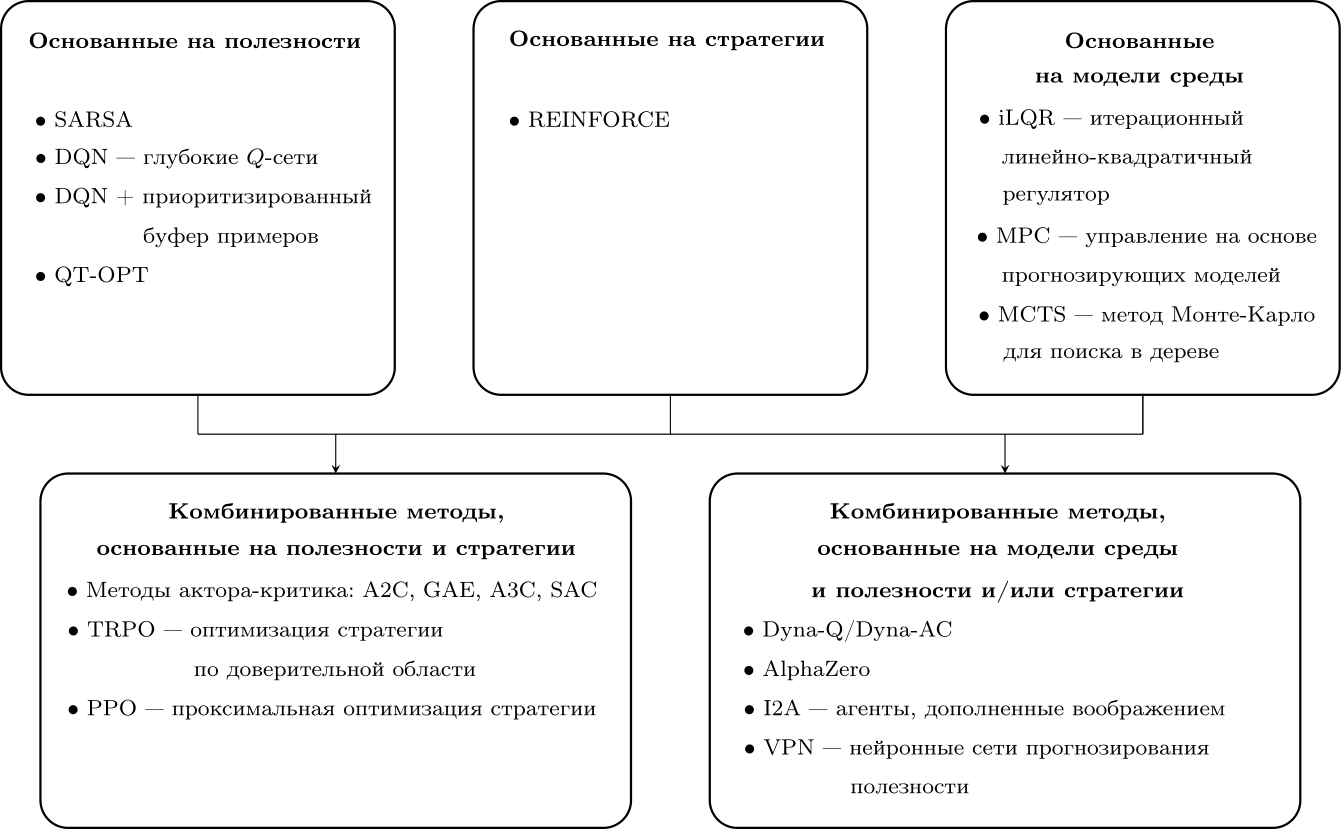 Основанные на полезности
• SARSA
• DQN — глубокие Q-сети
• DQN + приоритизированный
буфер примеров
• QT-OPT
Основанные на стратегии
• REINFORCE
Основанные
на модели среды
• iLQR — итерационный
линейно-квадратичный
регулятор
• MPC — управление на основе
прогнозирующих моделей
• MCTS — метод Монте-Карло
для поиска в дереве
Комбинированные методы,
основанные на полезности и стратегии
• Методы актора-критика: A2C, GAE, A3C, SAC
• TRPO — оптимизация стратегии
по доверительной области
• PPO — проксимальная оптимизация стратегии
Комбинированные методы,
основанные на модели среды
и полезности и/или стратегии
• Dyna-Q/Dyna-AC
• AlphaZero
• I2A — агенты, дополненные воображением
• VPN — нейронные сети прогнозирования
полезности